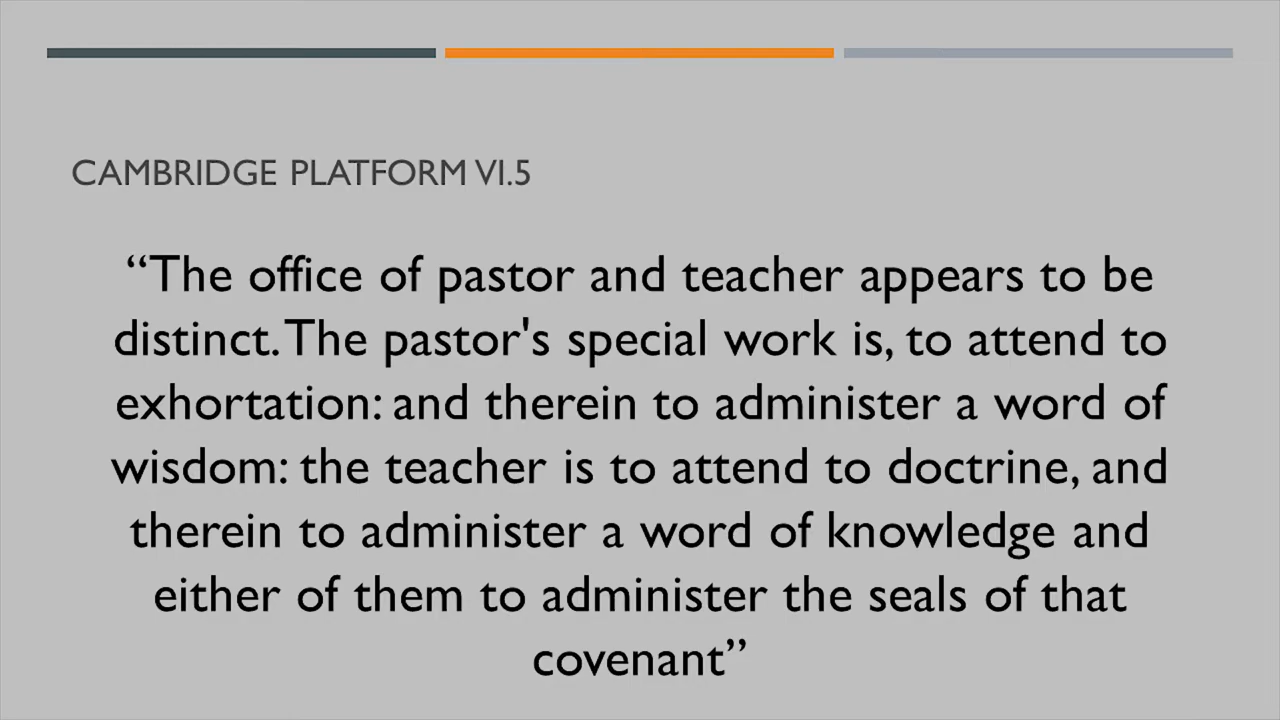 CAMBRIDGE PLATFORM VI.5
“The office of pastor and teacher appears to be
distinct. The pastor's special work is, to attend to
exhortation: and therein to administer a word of
wisdom: the teacher is to attend to doctrine, and
therein to administer a word of knowledge and
either of them to administer the seals of that
covenant”